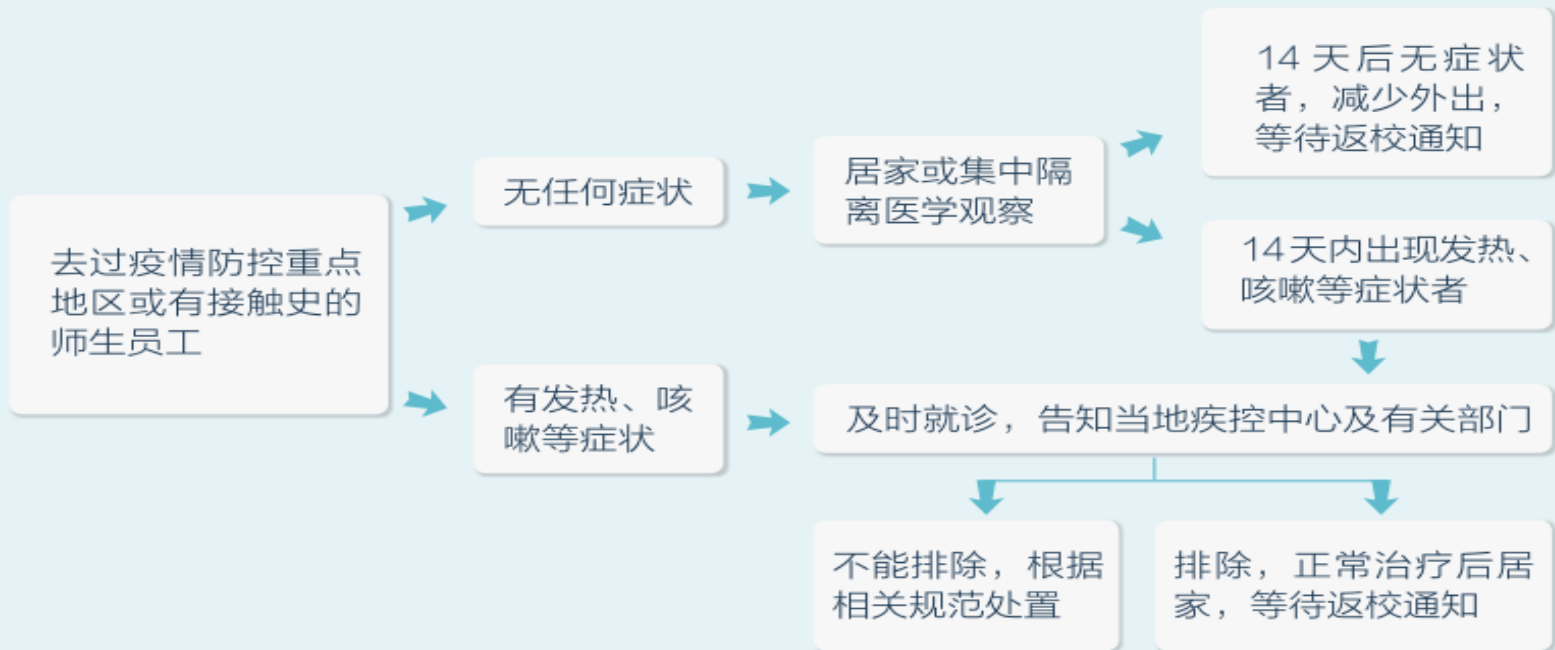 去过疫情防控重点
地区或有接触史的
师生员工
无任何症状
居家或集中隔
离医学观察
14天后无症状
者，减少外出，
等待返校通知
14天内出现发热、
咳嗽等症状者
有发热、咳
嗽等症状
及时就诊，告知当地疾控中心及有关部门
不能排除，根据
相关规范处置
排除，正常治疗后居
家，等待返校通知